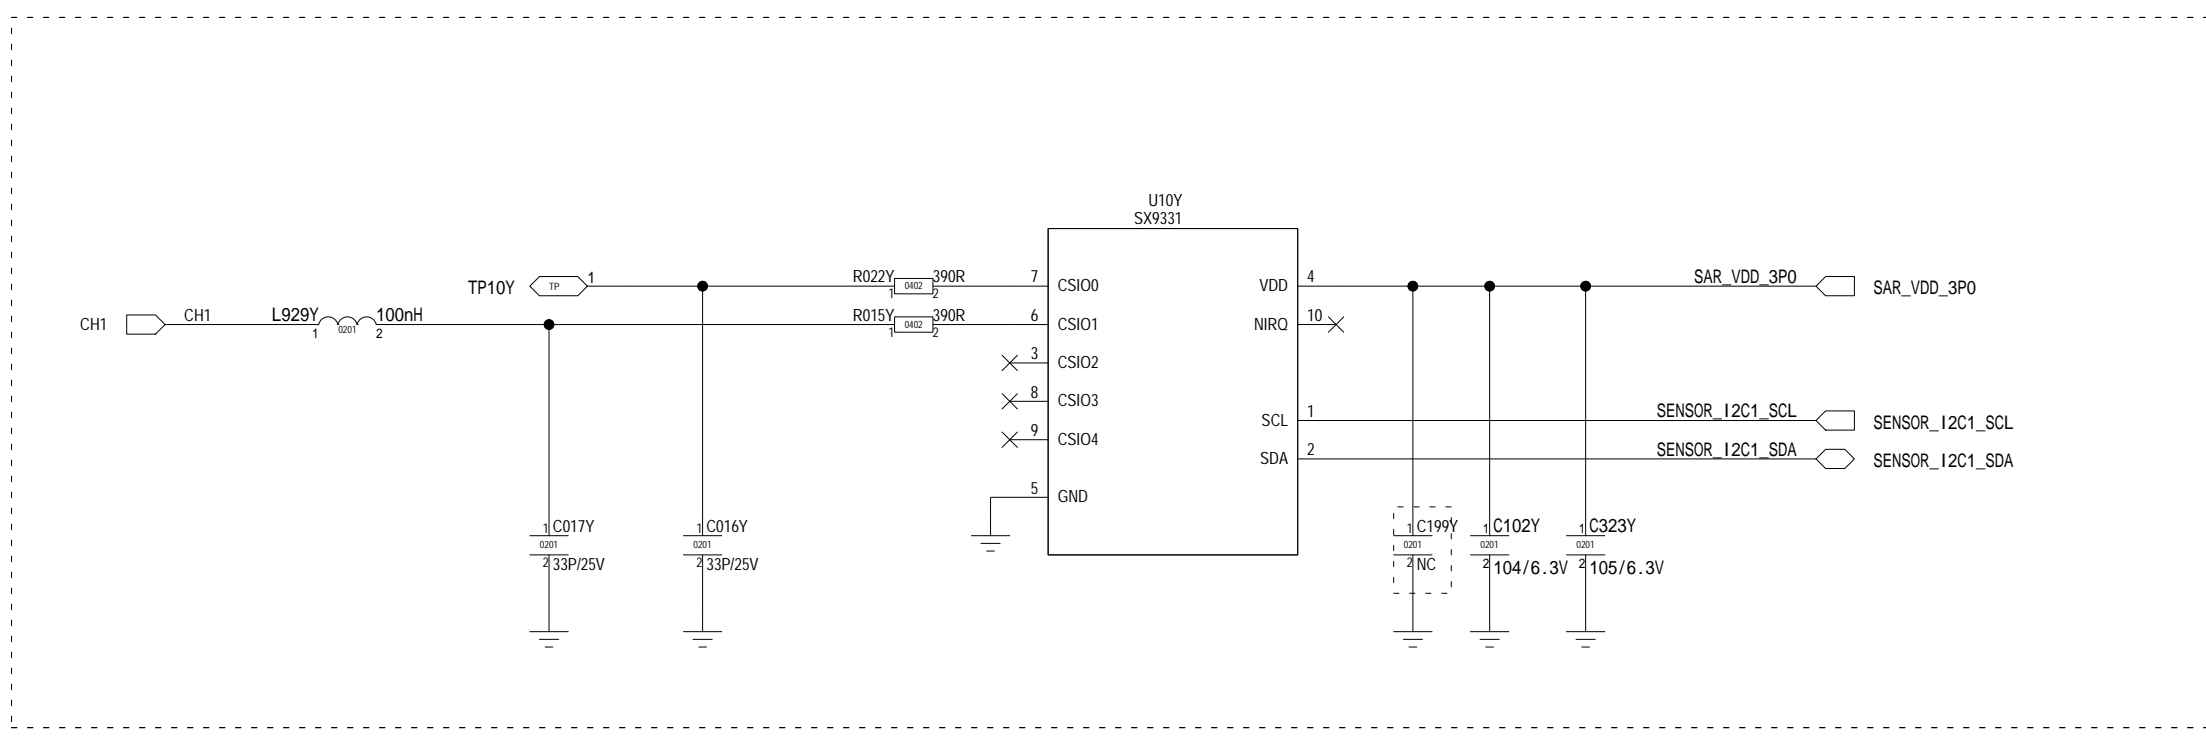 U10Y
SX9331
TP10Y
TP
1
R022Y
1
0402
390R
2
7
CSIO0
VDD
4
SAR_VDD_3P0
SAR_VDD_3P0
CH1
CH1
L929Y
1
0201
100nH
2
R015Y
1
0402
390R
2
6
CSIO1
NIRQ
10
3
CSIO2
8
CSIO3
SCL
1
SENSOR_I2C1_SCL
SENSOR_I2C1_SCL
9
CSIO4
SDA
2
SENSOR_I2C1_SDA
SENSOR_I2C1_SDA
5
GND
1
C017Y
0201
2
33P/25V
1
C016Y
0201
2
33P/25V
1
C199Y
0201
2
NC
1
C102Y
0201
2
104/6.3V
1
C323Y
0201
2
105/6.3V